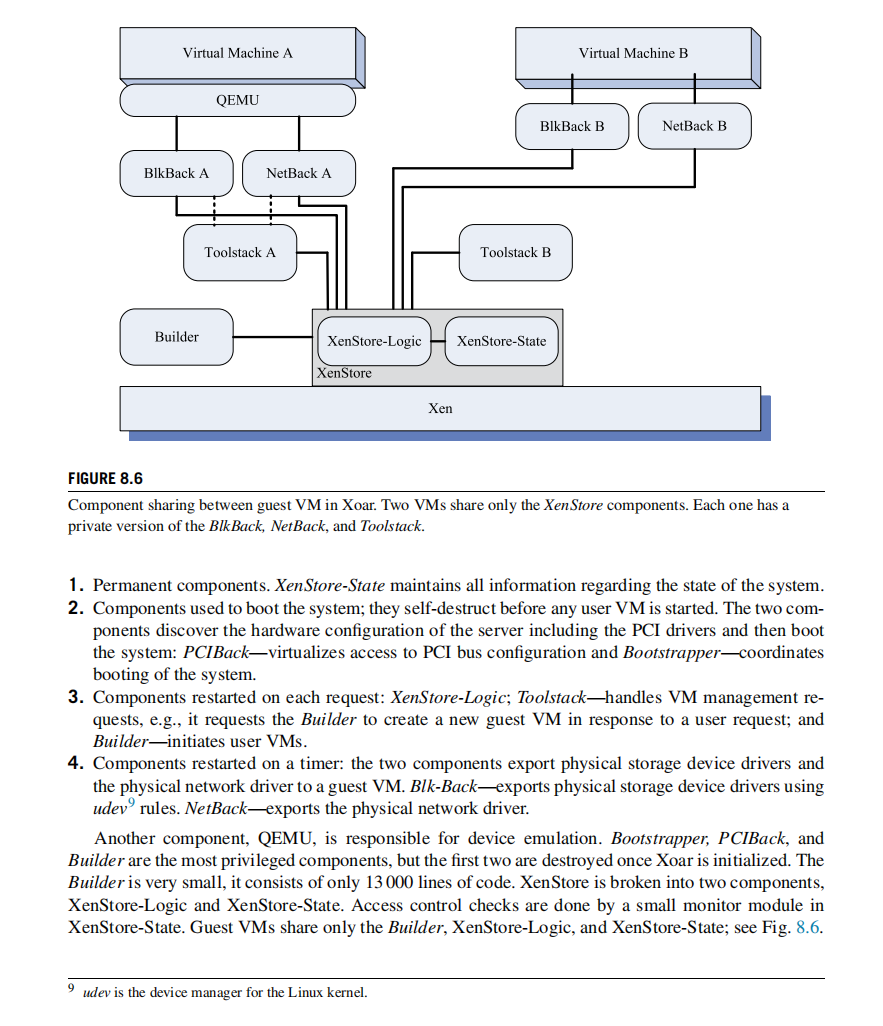 Virtual Machine A
Virtual Machine B
QEMU
BlkBack B
NetBack B
BlkBack A
NetBack A
Toolstack A
Toolstack B
Builder
XenStore-Logic
XenStore-State
XenStore
Xen
FIGURE 8.6
Component sharing between guest VM in Xoar. Two VMs share only the XenStore components. Each one has a
private version of the BlkBack, NetBack, and Toolstack.
1. Permanent components. XenStore-State maintains all information regarding the state of the system.
2. Components used to boot the system; they self-destruct before any user VM is started. The two com-
ponents discover the hardware configuration of the server including the PCI drivers and then boot
the system: PCIBack—virtualizes access to PCI bus configuration and Bootstrapper—coordinates
booting of the system.
3. Components restarted on each request: XenStore-Logic; Toolstack—handles VM management re-
quests, e.g., it requests the Builder to create a new guest VM in response to a user request; and
Builder—initiates user VMs.
4. Components restarted on a timer: the two components export physical storage device drivers and
the physical network driver to a guest VM. Blk-Back—exports physical storage device drivers using
udev9 rules. NetBack—exports the physical network driver.
Another component, QEMU, is responsible for device emulation. Bootstrapper, PCIBack, and
Builder are the most privileged components, but the first two are destroyed once Xoar is initialized. The
Builder is very small, it consists of only 13 000 lines of code. XenStore is broken into two components,
XenStore-Logic and XenStore-State. Access control checks are done by a small monitor module in
XenStore-State. Guest VMs share only the Builder, XenStore-Logic, and XenStore-State; see Fig. 8.6.
9 udev is the device manager for the Linux kernel.